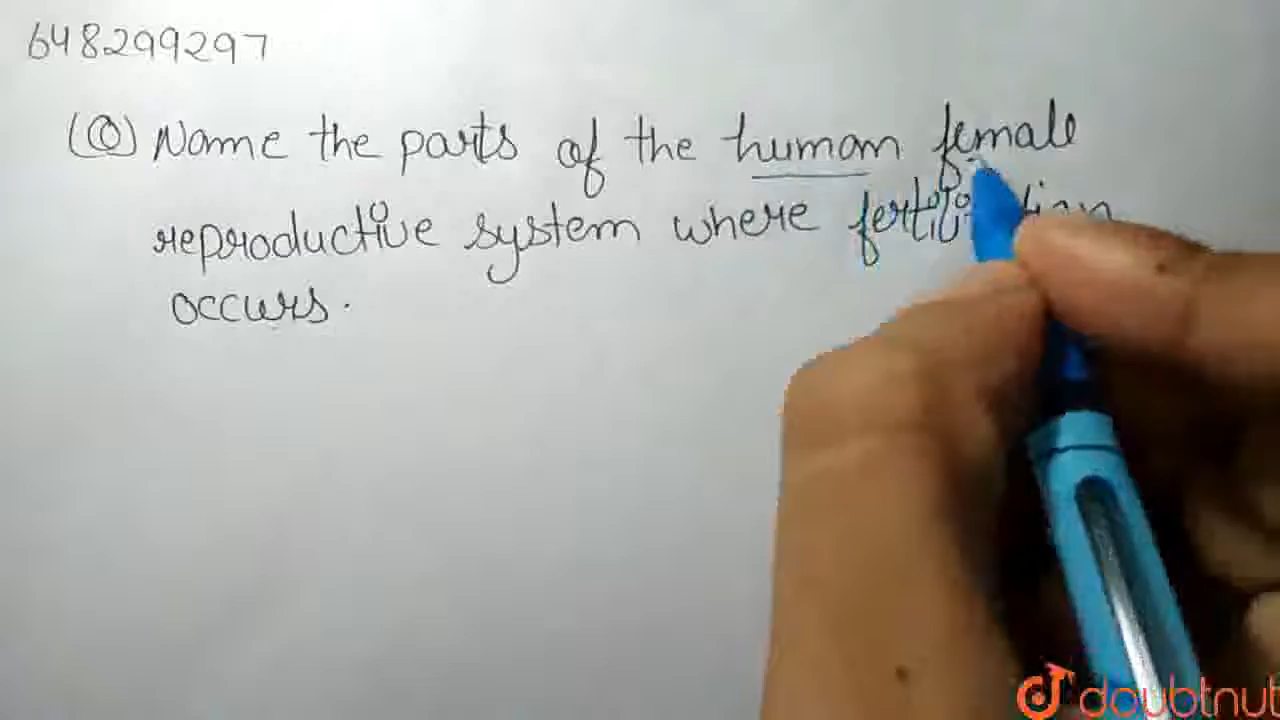 648299297
(Q) Name the parts of the human female
reproductive system where
occurs.
doubtnut